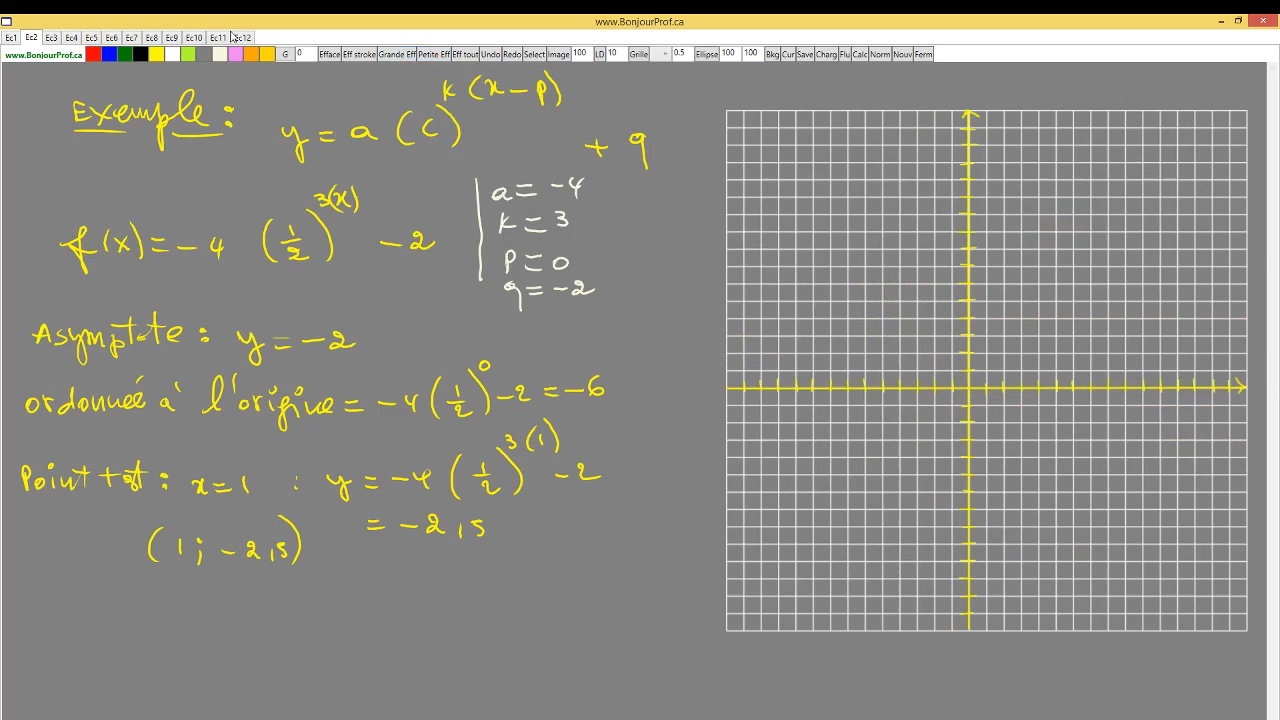 www.BonjourProf.ca
Ec1 Ec2 Ec3 Ec4 Ec5 Ec6 Ec7 Ec8 Ec9 Ec10 Ec11 Ec12
www.BonjourProf.ca G 0 Efface Eff stroke Grande Eff Petite Eff Eff tout Undo Redo Select Image 100 LD 10 Grille 0.5 Ellipse 100 100 Bkg Cur Save Charg Flu Calc Norm Nouv Ferm
Exemple : y = a (c)^k(x-p) + q
f(x) = -4 (1/2)^3(x) - 2
a = -4
k = 3
p = 0
q = -2
Asymptote : y = -2
ordonnée à l'origine = -4 (1/2)^0 - 2 = -6
Point test : x = 1 : y = -4 (1/2)^3(1) - 2
= -2,5
(1 ; -2,5)